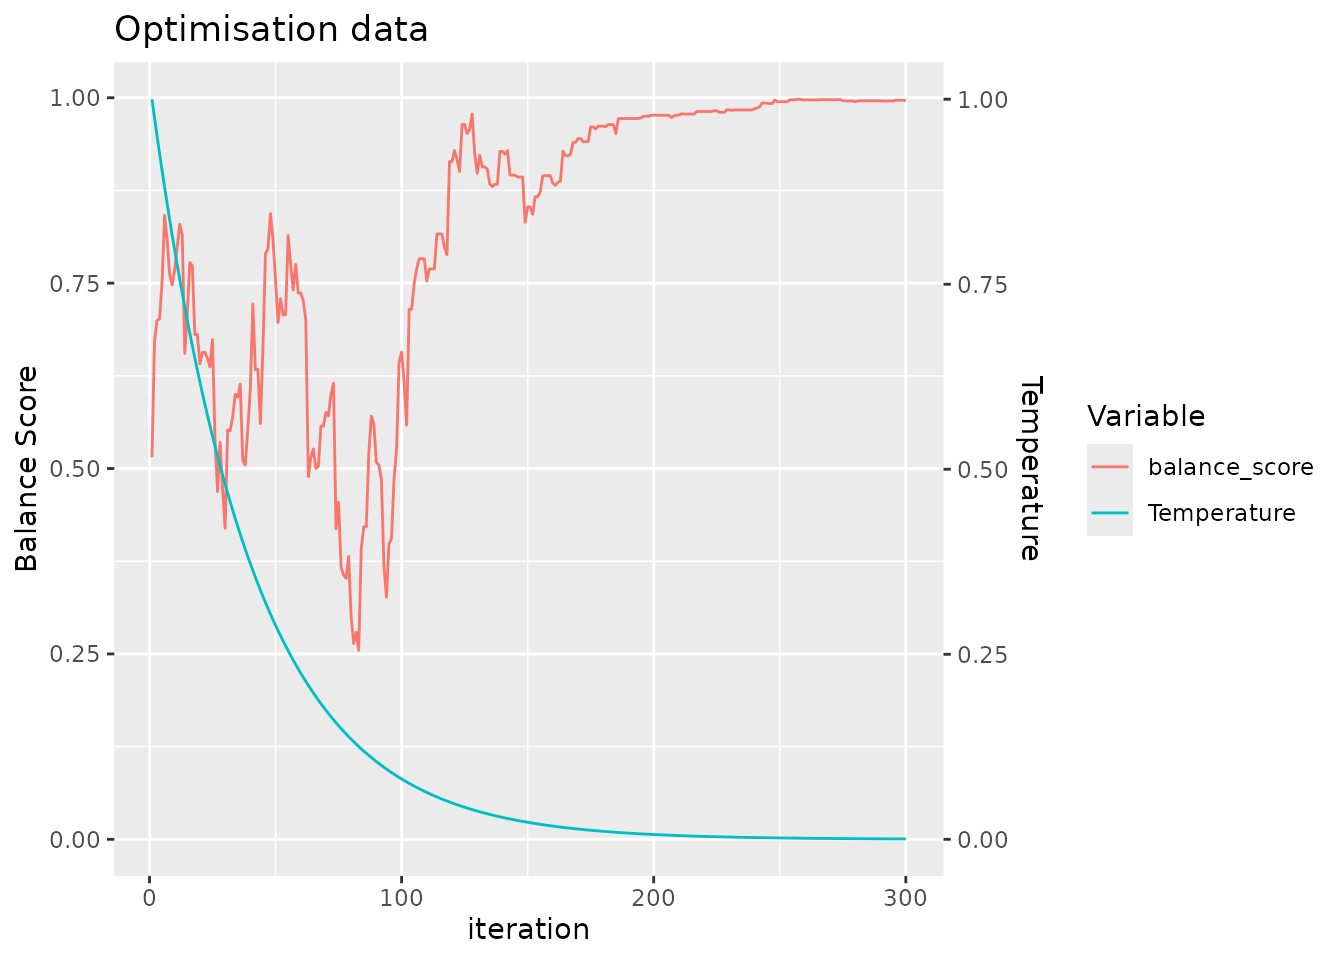 Optimisation data
Balance Score
1.00
0.75
0.50
0.25
0.00
1.00
0.75
0.50
0.25
0.00
Temperature
0
100
200
300
iteration
Variable
balance_score
Temperature